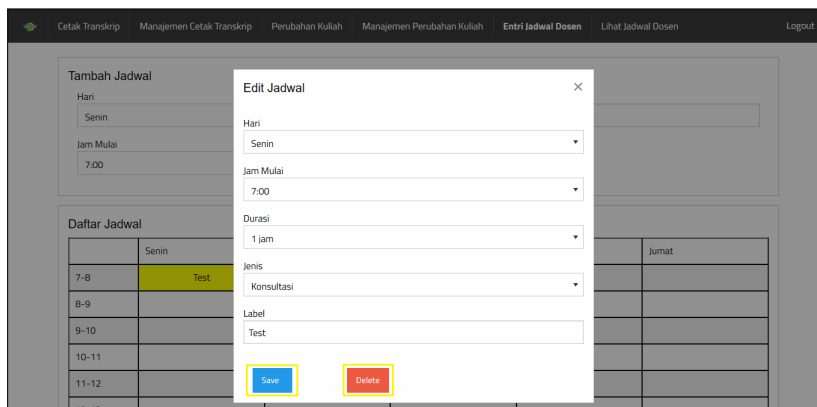 Cetak Transkrip Manajemen Cetak Transkrip Perubahan Kuliah Manajemen Perubahan Kuliah Entri Jadwal Dosen Lihat Jadwal Dosen Logout
Tambah Jadwal
Hari
Senin
Jam Mulai
7:00
Edit Jadwal
Hari
Senin
Jam Mulai
7:00
Durasi
1 jam
Jenis
Konsultasi
Label
Test
Save Delete
Daftar Jadwal
Senin Jumat
7-8 Test
8-9
9-10
10-11
11-12